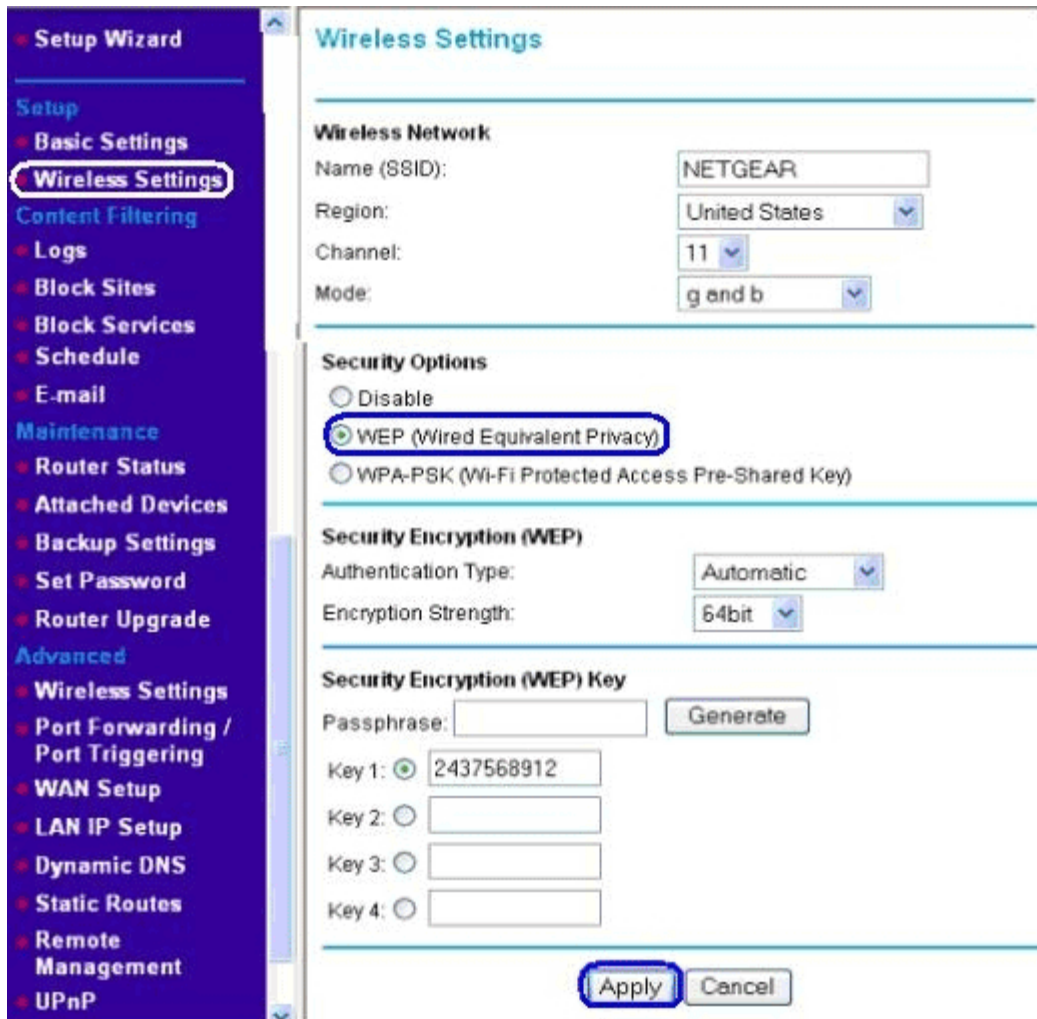 Setup Wizard
Setup
Basic Settings
Wireless Settings
Content Filtering
Logs
Block Sites
Block Services
Schedule
E-mail
Maintenance
Router Status
Attached Devices
Backup Settings
Set Password
Router Upgrade
Advanced
Wireless Settings
Port Forwarding /
Port Triggering
WAN Setup
LAN IP Setup
Dynamic DNS
Static Routes
Remote
Management
UPnP
Wireless Settings
Wireless Network
Name (SSID): NETGEAR
Region: United States
Channel: 11
Mode: g and b
Security Options
Disable
WEP (Wired Equivalent Privacy)
WPA-PSK (Wi-Fi Protected Access Pre-Shared Key)
Security Encryption (WEP)
Authentication Type: Automatic
Encryption Strength: 64bit
Security Encryption (WEP) Key
Passphrase: Generate
Key 1: 2437568912
Key 2:
Key 3:
Key 4:
Apply Cancel